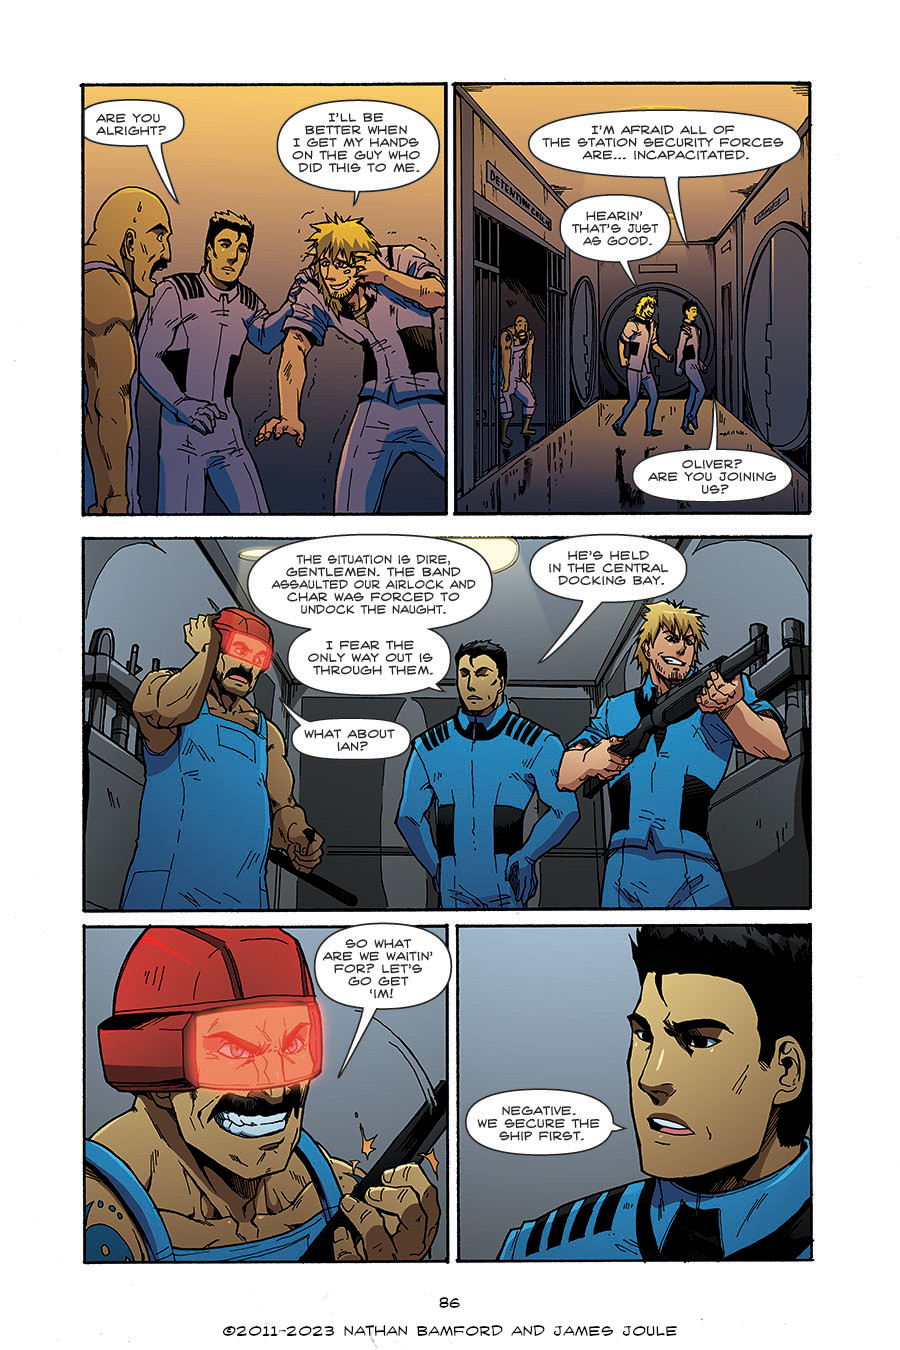 ARE YOU
ALRIGHT?
I'LL BE
BETTER WHEN
I GET MY HANDS
ON THE GUY WHO
DID THIS TO ME.
I'M AFRAID ALL OF
THE STATION SECURITY FORCES
ARE... INCAPACITATED.
HEARIN'
THAT'S JUST
AS GOOD.
OLIVER?
ARE YOU JOINING
US?
THE SITUATION IS DIRE,
GENTLEMEN. THE BAND
ASSAULTED OUR AIRLOCK AND
CHAR WAS FORCED TO
UNDOCK THE NAUGHT.
I FEAR THE
ONLY WAY OUT IS
THROUGH THEM.
WHAT ABOUT
IAN?
HE'S HELD
IN THE CENTRAL
DOCKING BAY.
SO WHAT
ARE WE WAITIN'
FOR? LET'S
GO GET
'IM!
NEGATIVE.
WE SECURE THE
SHIP FIRST.
86
©2011-2023 NATHAN BAMFORD AND JAMES JOULE